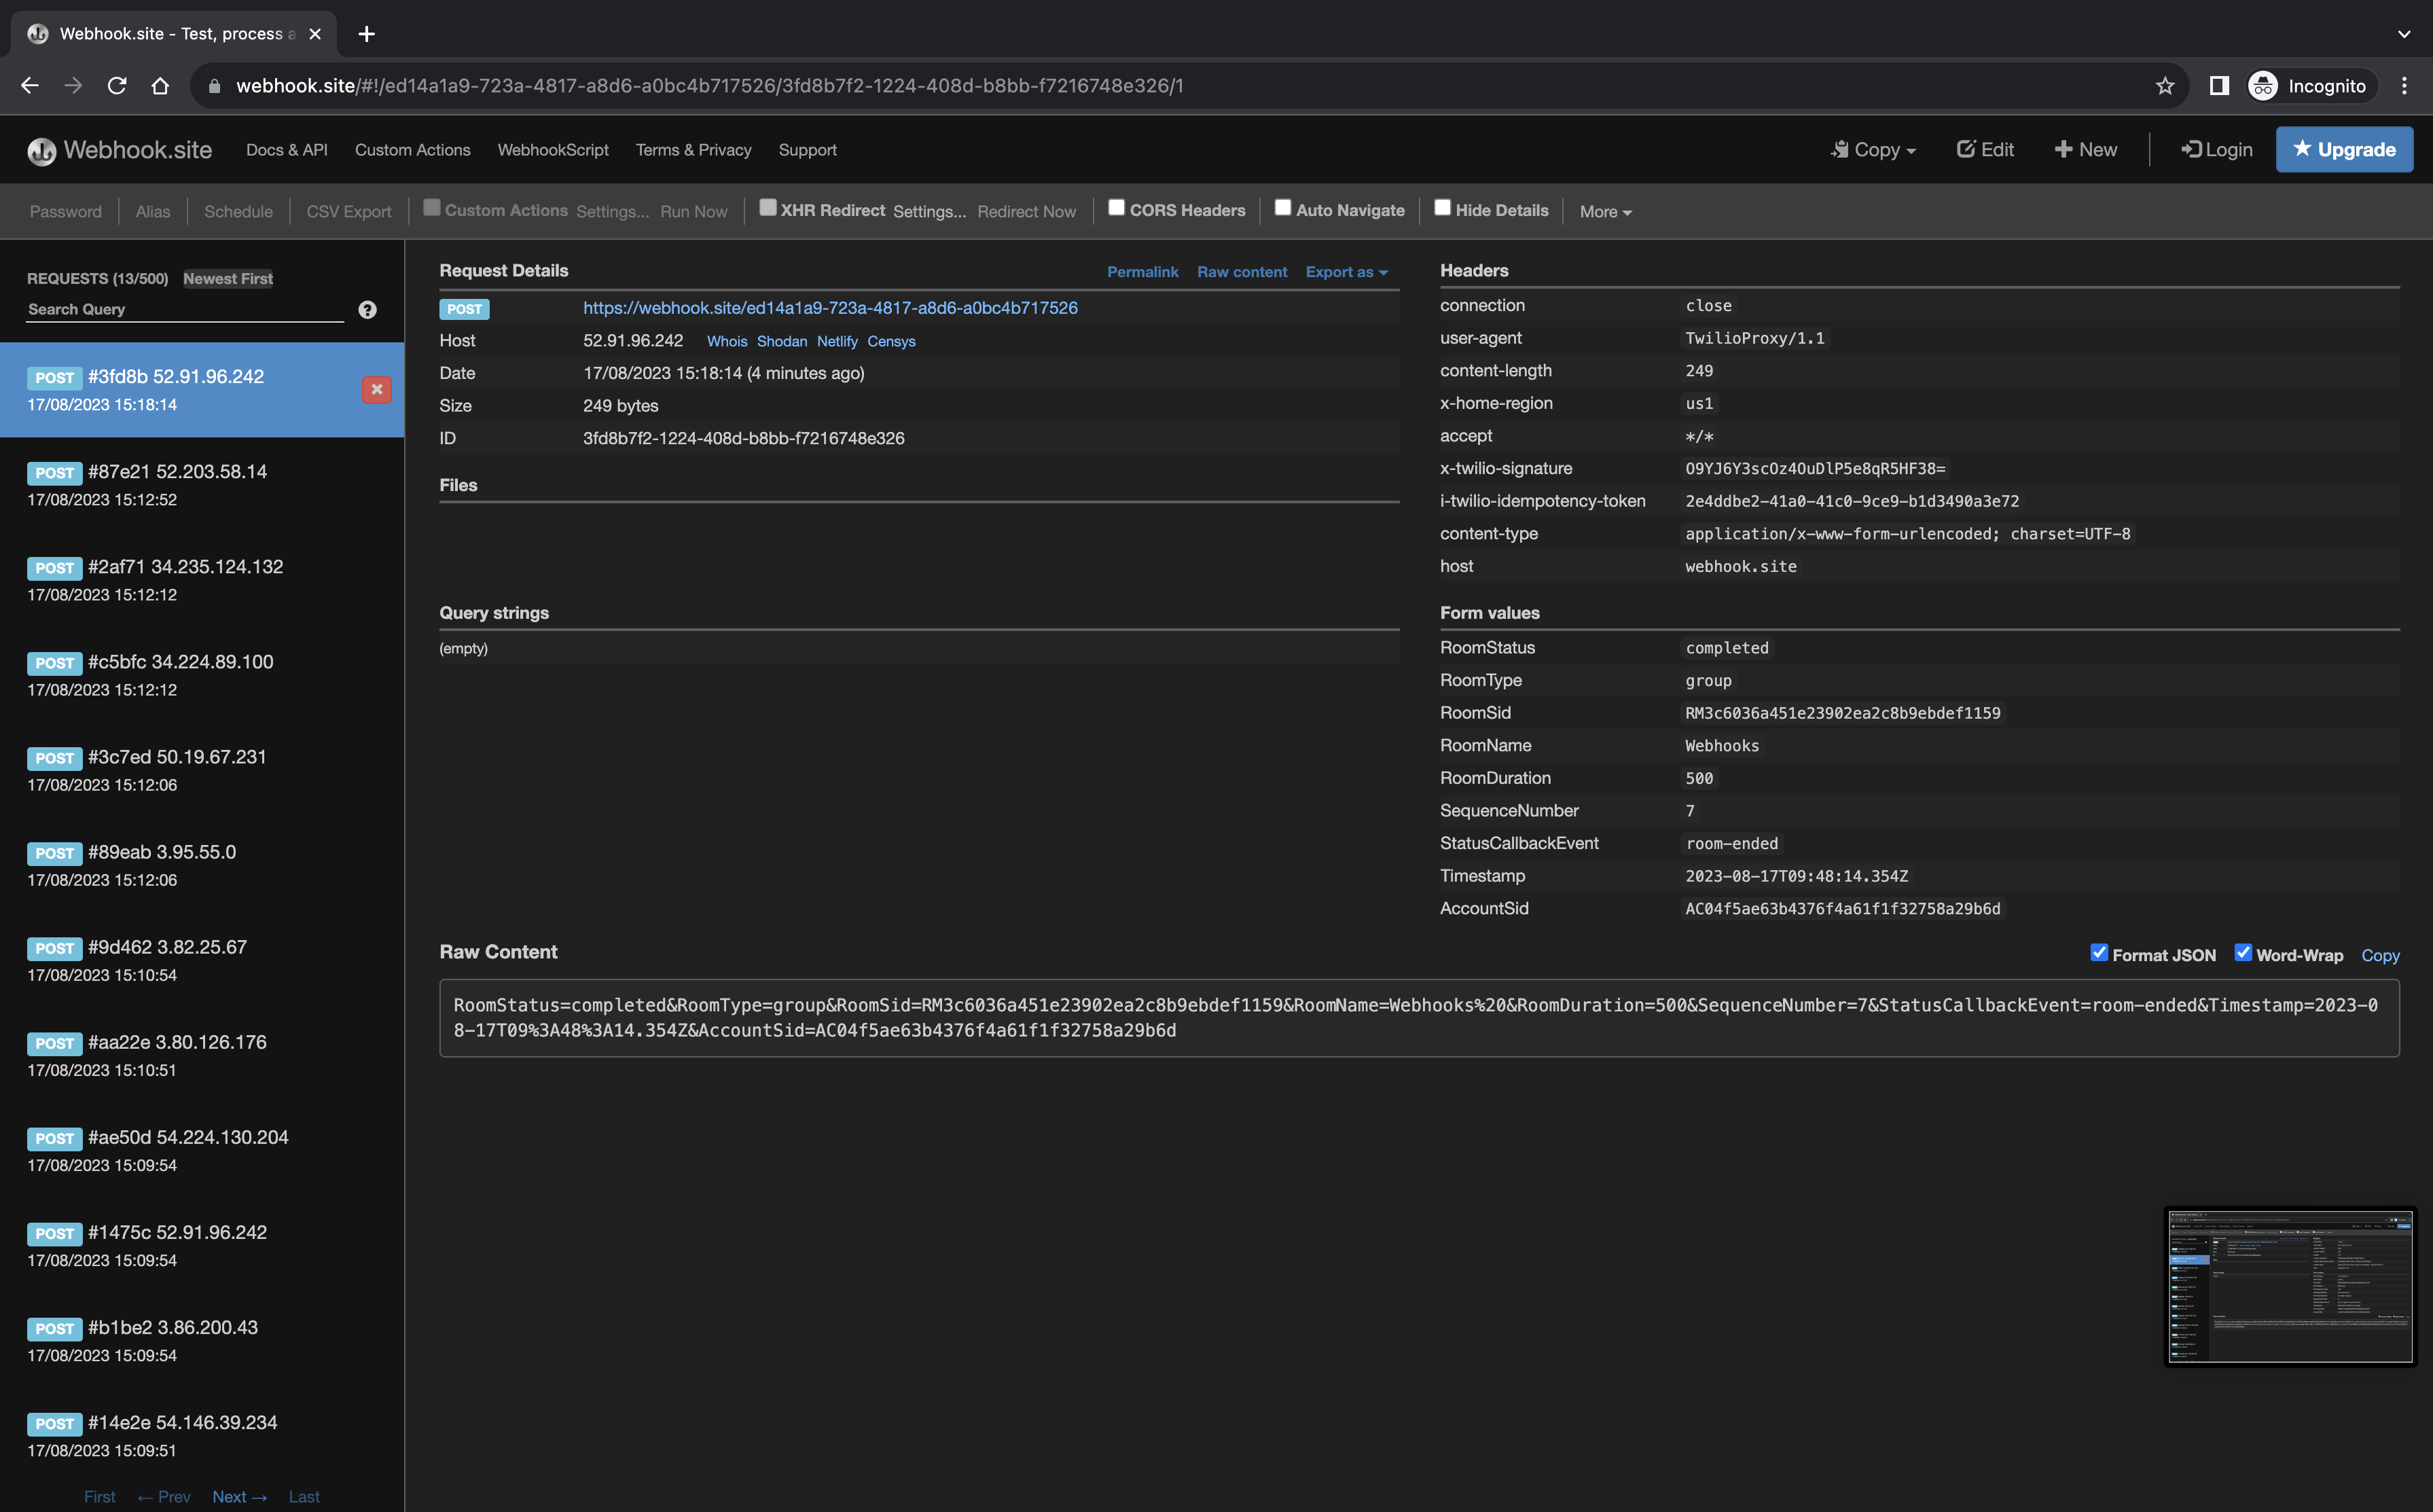 Webhook.site - Test, process a
webhook.site/#!/ed14a1a9-723a-4817-a8d6-a0bc4b717526/3fd8b7f2-1224-408d-b8bb-f7216748e326/1
Incognito
Webhook.site Docs & API Custom Actions WebhookScript Terms & Privacy Support Copy Edit New Login Upgrade
Password Alias Schedule CSV Export Custom Actions Settings... Run Now XHR Redirect Settings... Redirect Now CORS Headers Auto Navigate Hide Details More
REQUESTS (13/500) Newest First
Search Query
POST #3fd8b 52.91.96.242
17/08/2023 15:18:14
POST #87e21 52.203.58.14
17/08/2023 15:12:52
POST #2af71 34.235.124.132
17/08/2023 15:12:12
POST #c5bfc 34.224.89.100
17/08/2023 15:12:12
POST #3c7ed 50.19.67.231
17/08/2023 15:12:06
POST #89eab 3.95.55.0
17/08/2023 15:12:06
POST #9d462 3.82.25.67
17/08/2023 15:10:54
POST #aa22e 3.80.126.176
17/08/2023 15:10:51
POST #ae50d 54.224.130.204
17/08/2023 15:09:54
POST #1475c 52.91.96.242
17/08/2023 15:09:54
POST #b1be2 3.86.200.43
17/08/2023 15:09:54
POST #14e2e 54.146.39.234
17/08/2023 15:09:51
First ← Prev Next → Last
Request Details Permalink Raw content Export as
POST https://webhook.site/ed14a1a9-723a-4817-a8d6-a0bc4b717526
Host 52.91.96.242 Whois Shodan Netlify Censys
Date 17/08/2023 15:18:14 (4 minutes ago)
Size 249 bytes
ID 3fd8b7f2-1224-408d-b8bb-f7216748e326
Files
Query strings
(empty)
Headers
connection close
user-agent TwilioProxy/1.1
content-length 249
x-home-region us1
accept */*
x-twilio-signature O9YJ6Y3scOz4OuDlP5e8qR5HF38=
i-twilio-idempotency-token 2e4ddbe2-41a0-41c0-9ce9-b1d3490a3e72
content-type application/x-www-form-urlencoded; charset=UTF-8
host webhook.site
Form values
RoomStatus completed
RoomType group
RoomSid RM3c6036a451e23902ea2c8b9ebdef1159
RoomName Webhooks
RoomDuration 500
SequenceNumber 7
StatusCallbackEvent room-ended
Timestamp 2023-08-17T09:48:14.354Z
AccountSid AC04f5ae63b4376f4a61f1f32758a29b6d
Raw Content Format JSON Word-Wrap Copy
RoomStatus=completed&RoomType=group&RoomSid=RM3c6036a451e23902ea2c8b9ebdef1159&RoomName=Webhooks%20&RoomDuration=500&SequenceNumber=7&StatusCallbackEvent=room-ended&Timestamp=2023-0
8-17T09%3A48%3A14.354Z&AccountSid=AC04f5ae63b4376f4a61f1f32758a29b6d